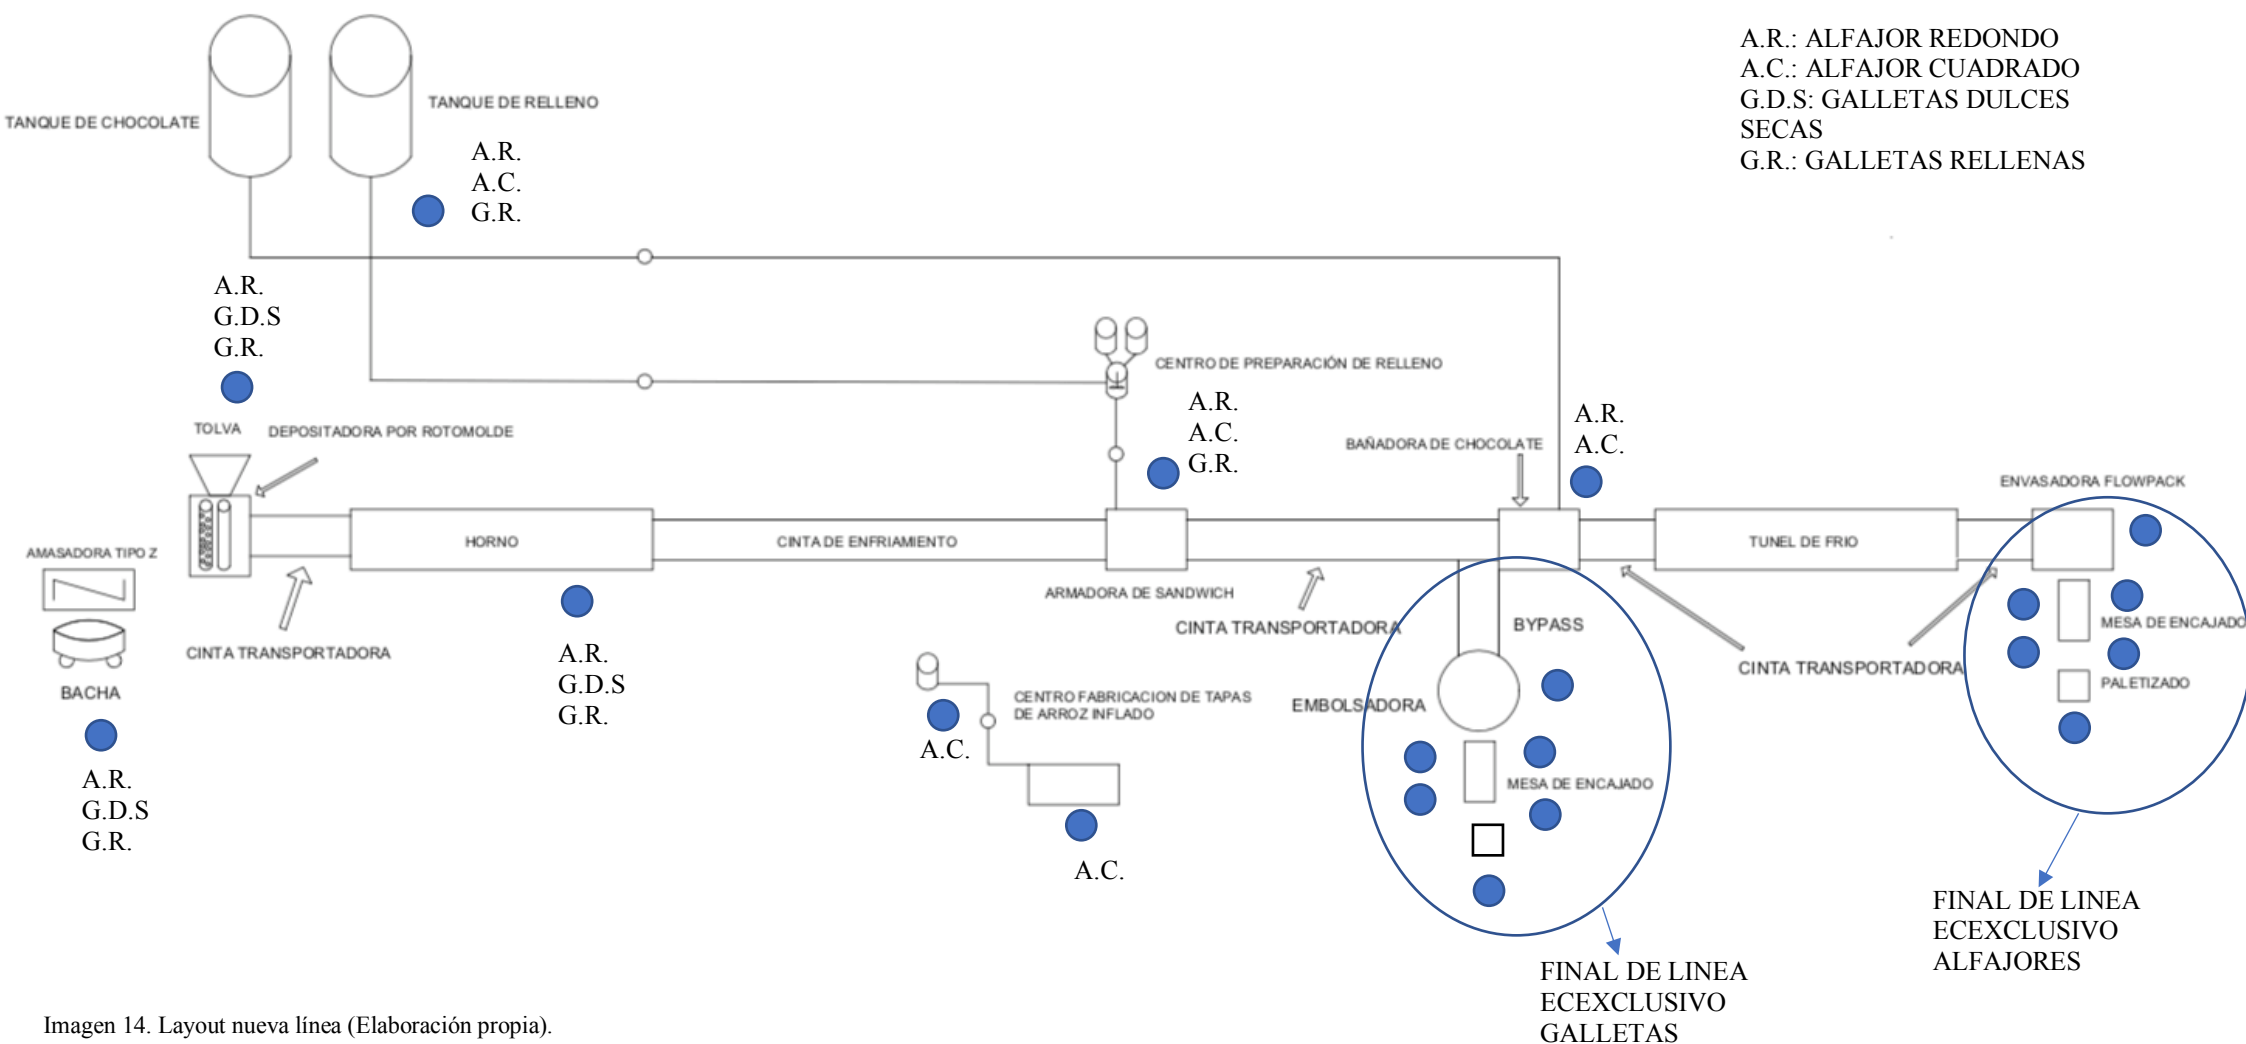 A.R.: ALFAJOR REDONDO
A.C.: ALFAJOR CUADRADO
G.D.S: GALLETAS DULCES
SECAS
G.R.: GALLETAS RELLENAS
TANQUE DE CHOCOLATE
TANQUE DE RELLENO
A.R.
A.C.
G.R.
A.R.
G.D.S
G.R.
TOLVA
DEPOSITADORA POR ROTOMOLDE
CENTRO DE PREPARACIÓN DE RELLENO
A.R.
A.C.
G.R.
BAÑADORA DE CHOCOLATE
A.R.
A.C.
ENVASADORA FLOWPACK
AMASADORA TIPO Z
HORNO
CINTA DE ENFRIAMIENTO
TUNEL DE FRIO
ARMADORA DE SANDWICH
CINTA TRANSPORTADORA
BYPASS
MESA DE ENCAJADO
CINTA TRANSPORTADORA
CINTA TRANSPORTADORA
PALETIZADO
BACHA
A.R.
G.D.S
G.R.
A.R.
G.D.S
G.R.
CENTRO FABRICACION DE TAPAS
DE ARROZ INFLADO
A.C.
A.C.
EMBOLSADORA
MESA DE ENCAJADO
FINAL DE LINEA
ECEXCLUSIVO
ALFAJORES
FINAL DE LINEA
ECEXCLUSIVO
GALLETAS
Imagen 14. Layout nueva línea (Elaboración propia).